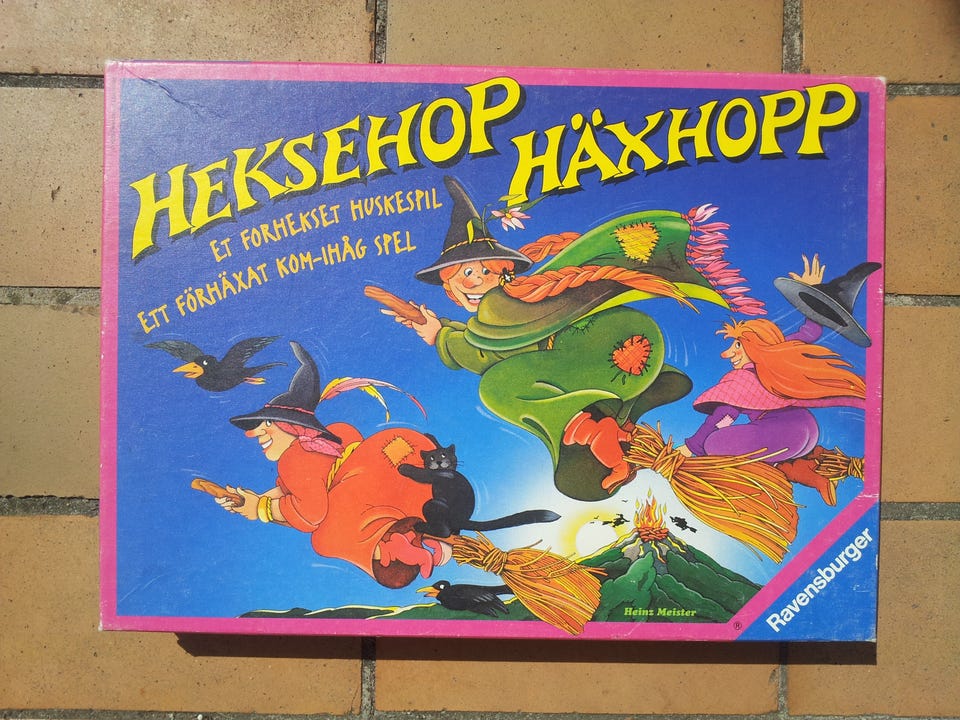 HEKSEHOP
HÄXHOPP
ET FORHEKSET HUSKESPIL
ETT FÖRHÄXAT KOM-IHÅG SPEL
Heinz Meister
®
Ravensburger